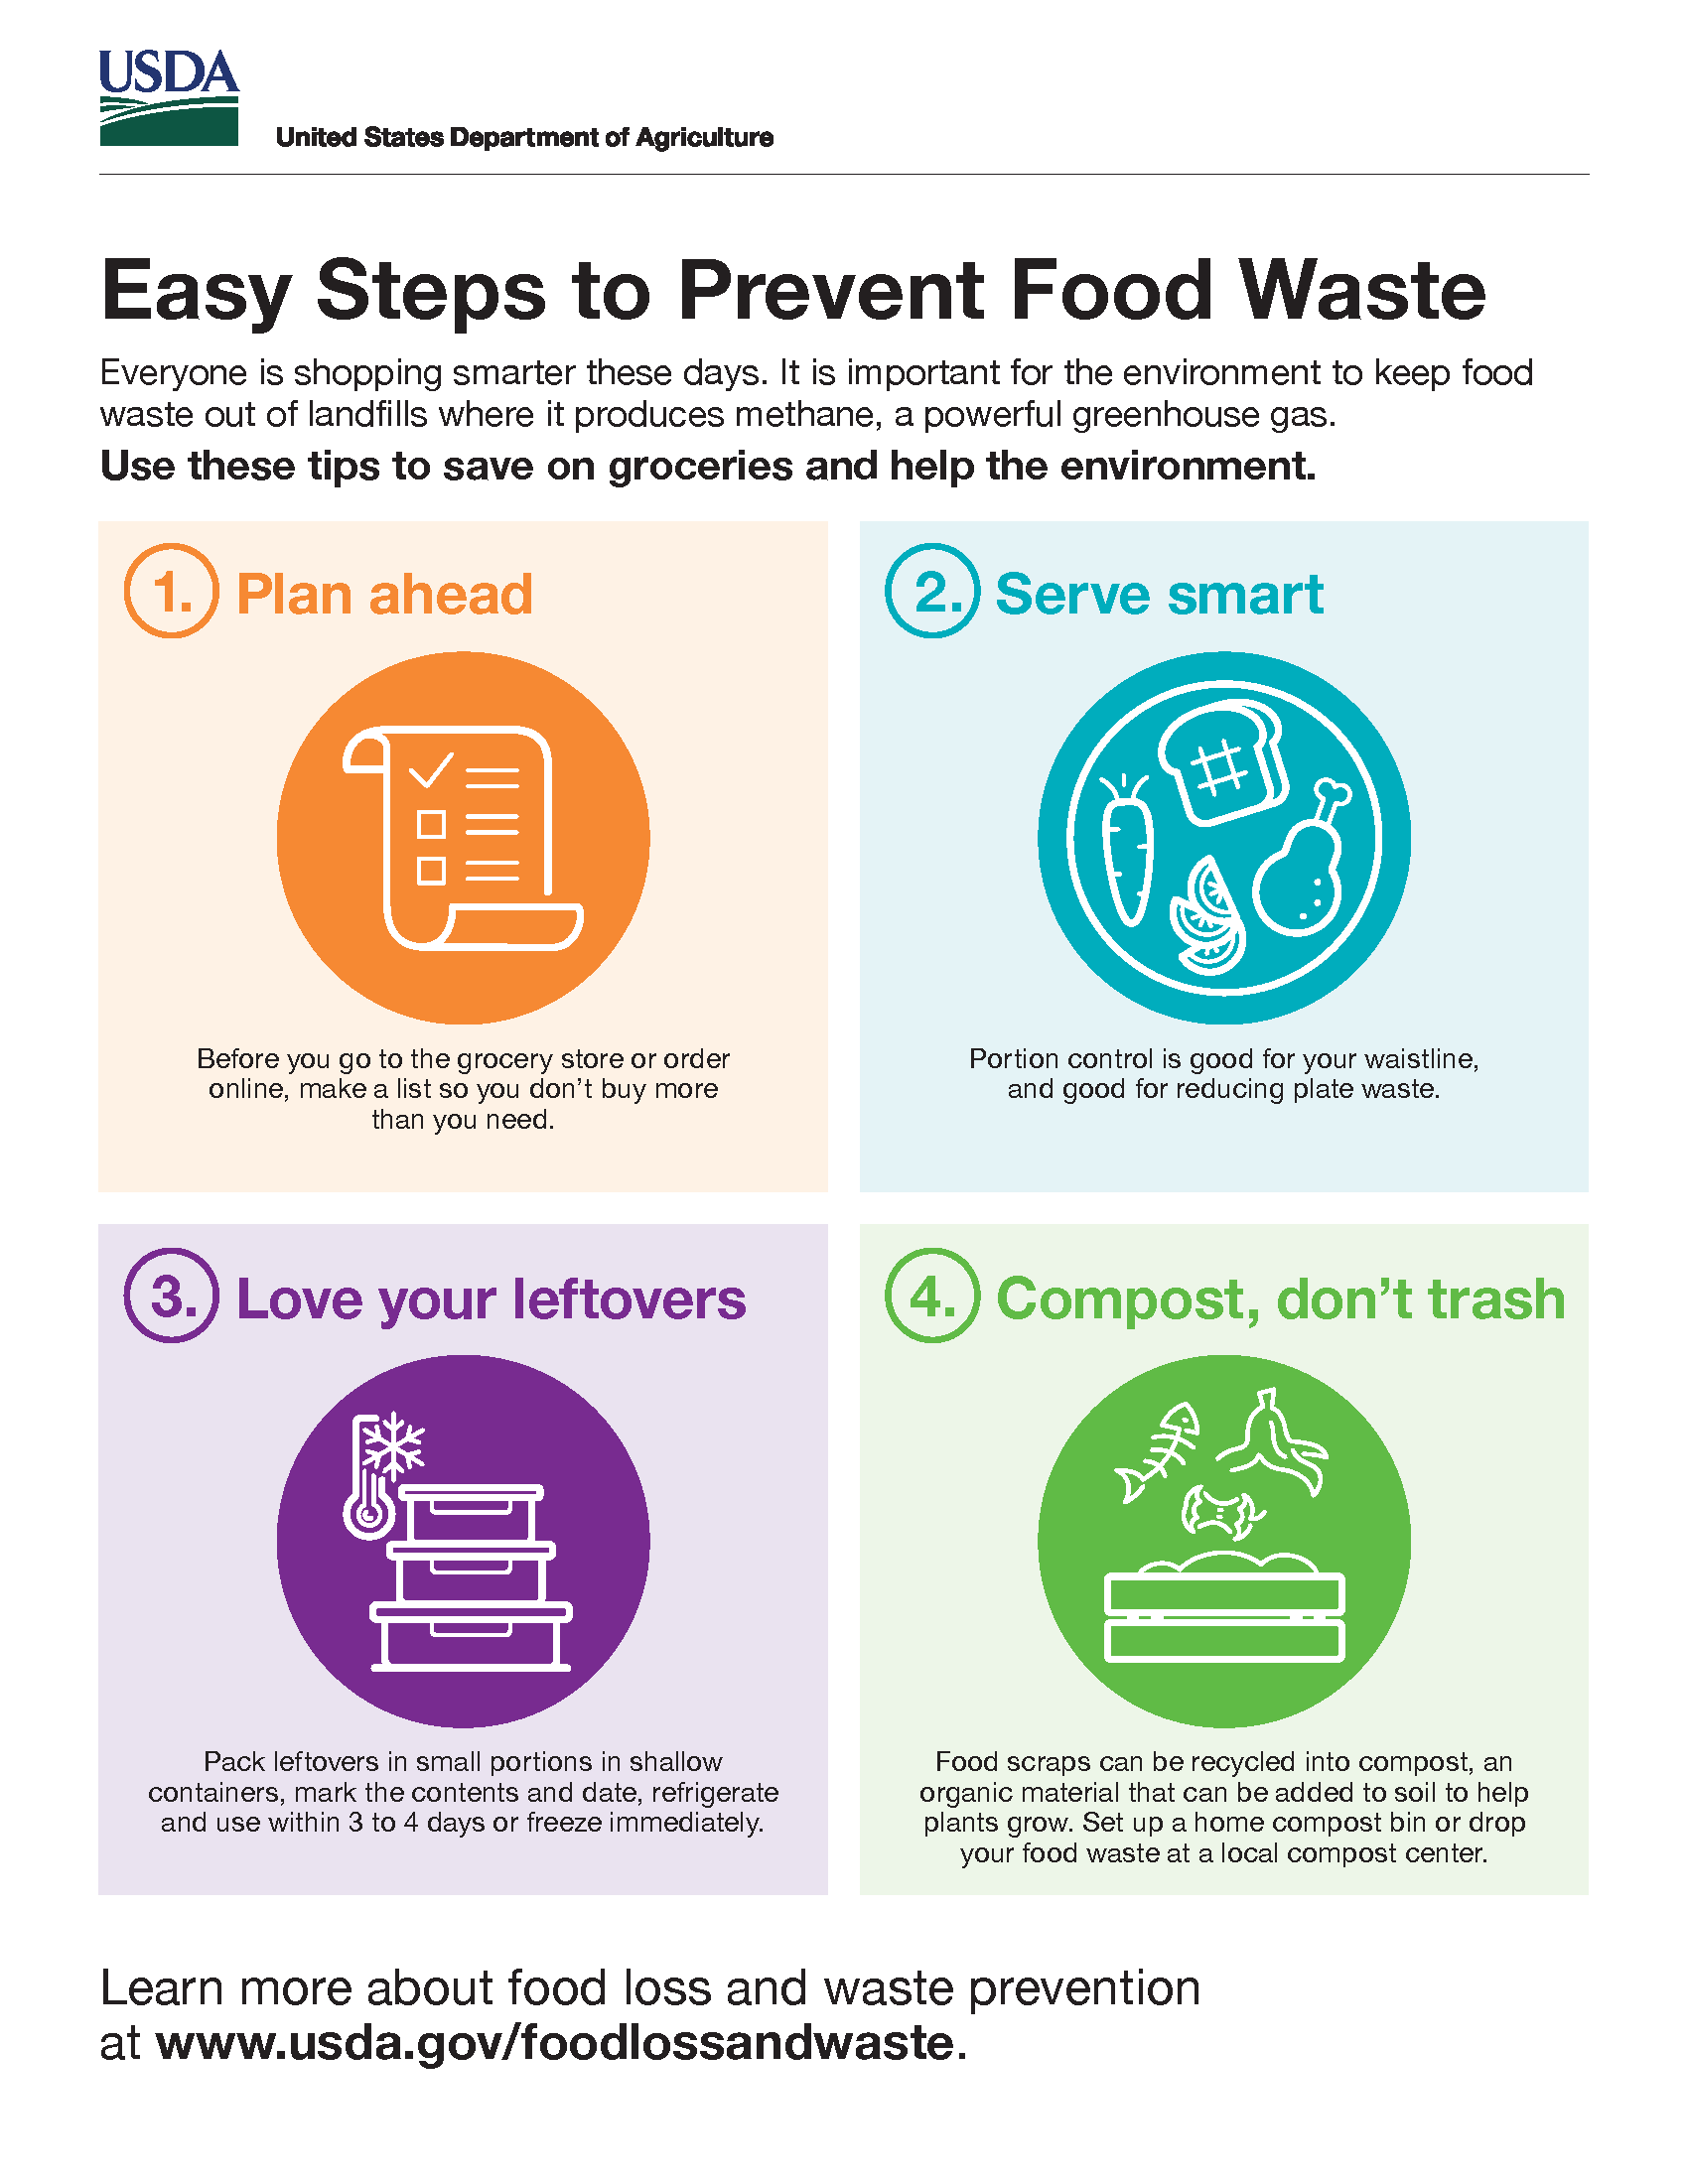 USDA
United States Department of Agriculture
Easy Steps to Prevent Food Waste
Everyone is shopping smarter these days. It is important for the environment to keep food
waste out of landfills where it produces methane, a powerful greenhouse gas.
Use these tips to save on groceries and help the environment.
1. Plan ahead
Before you go to the grocery store or order
online, make a list so you don’t buy more
than you need.
2. Serve smart
Portion control is good for your waistline,
and good for reducing plate waste.
3. Love your leftovers
Pack leftovers in small portions in shallow
containers, mark the contents and date, refrigerate
and use within 3 to 4 days or freeze immediately.
4. Compost, don’t trash
Food scraps can be recycled into compost, an
organic material that can be added to soil to help
plants grow. Set up a home compost bin or drop
your food waste at a local compost center.
Learn more about food loss and waste prevention
at www.usda.gov/foodlossandwaste.